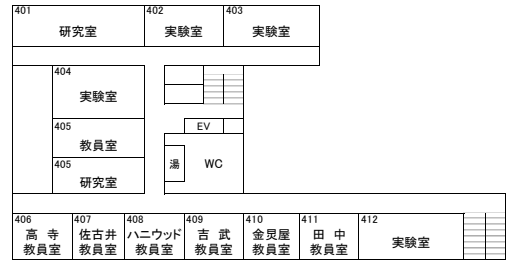 401
研究室
402
実験室
403
実験室
404
実験室
405
教員室
405
研究室
EV
湯
WC
406
高 寺
教員室
407
佐古井
教員室
408
ハニウッド
教員室
409
吉 武
教員室
410
金炅屋
教員室
411
田 中
教員室
412
実験室